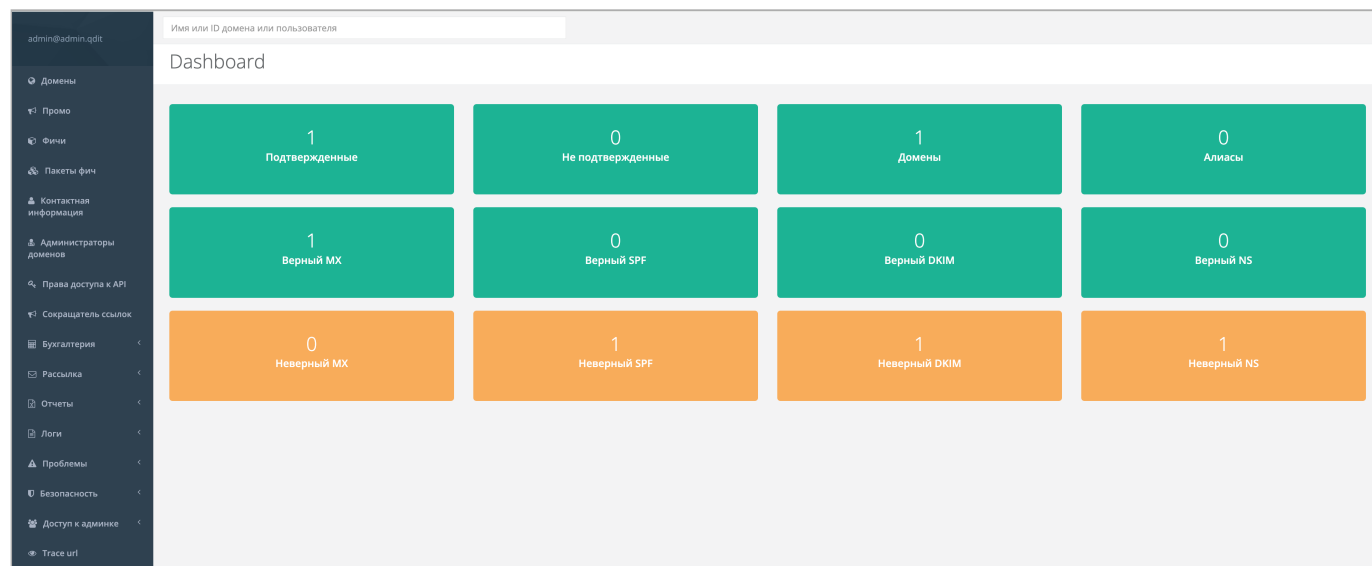 admin@admin.qdit
Имя или ID домена или пользователя
Dashboard
Домены
Промо
Фичи
Пакеты фич
Контактная
информация
Администраторы
доменов
Права доступа к API
Сокращатель ссылок
Бухгалтерия
Рассылка
Отчеты
Логи
Проблемы
Безопасность
Доступ к админке
Trace url
1
Подтвержденные
0
Не подтвержденные
1
Домены
0
Алиасы
1
Верный MX
0
Верный SPF
0
Верный DKIM
0
Верный NS
0
Неверный MX
1
Неверный SPF
1
Неверный DKIM
1
Неверный NS